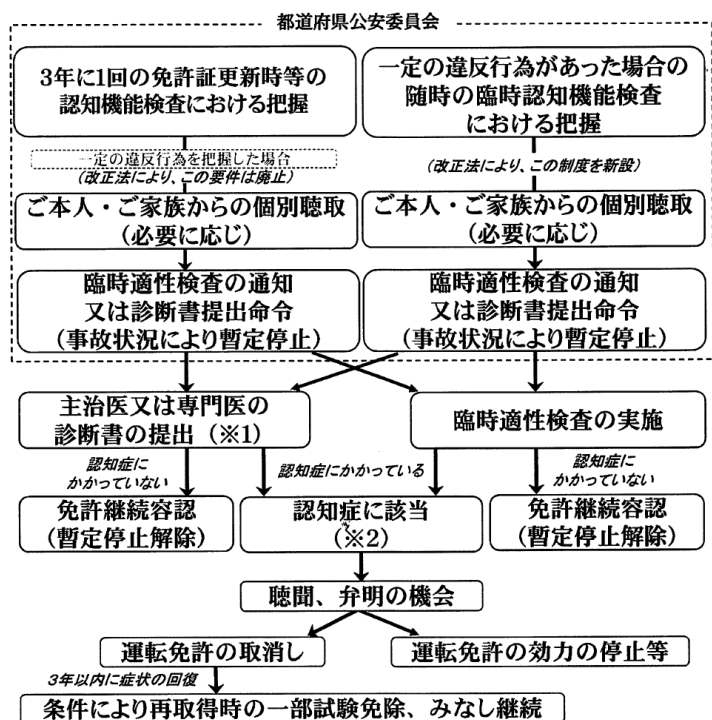 都道府県公安委員会
3年に1回の免許証更新時等の
認知機能検査における把握
一定の違反行為があった場合の
随時の臨時認知機能検査
における把握
一定の違反行為を把握した場合
(改正法により、この要件は廃止)
(改正法により、この制度を新設)
ご本人・ご家族からの個別聴取
(必要に応じ)
ご本人・ご家族からの個別聴取
(必要に応じ)
臨時適性検査の通知
又は診断書提出命令
(事故状況により暫定停止)
臨時適性検査の通知
又は診断書提出命令
(事故状況により暫定停止)
主治医又は専門医の
診断書の提出(※1)
臨時適性検査の実施
認知症に
かかっていない
認知症にかかっている
認知症に
かかっていない
免許継続容認
(暫定停止解除)
認知症に該当
(※2)
免許継続容認
(暫定停止解除)
聴聞、弁明の機会
運転免許の取消し
運転免許の効力の停止等
3年以内に症状の回復
条件により再取得時の一部試験免除、みなし継続